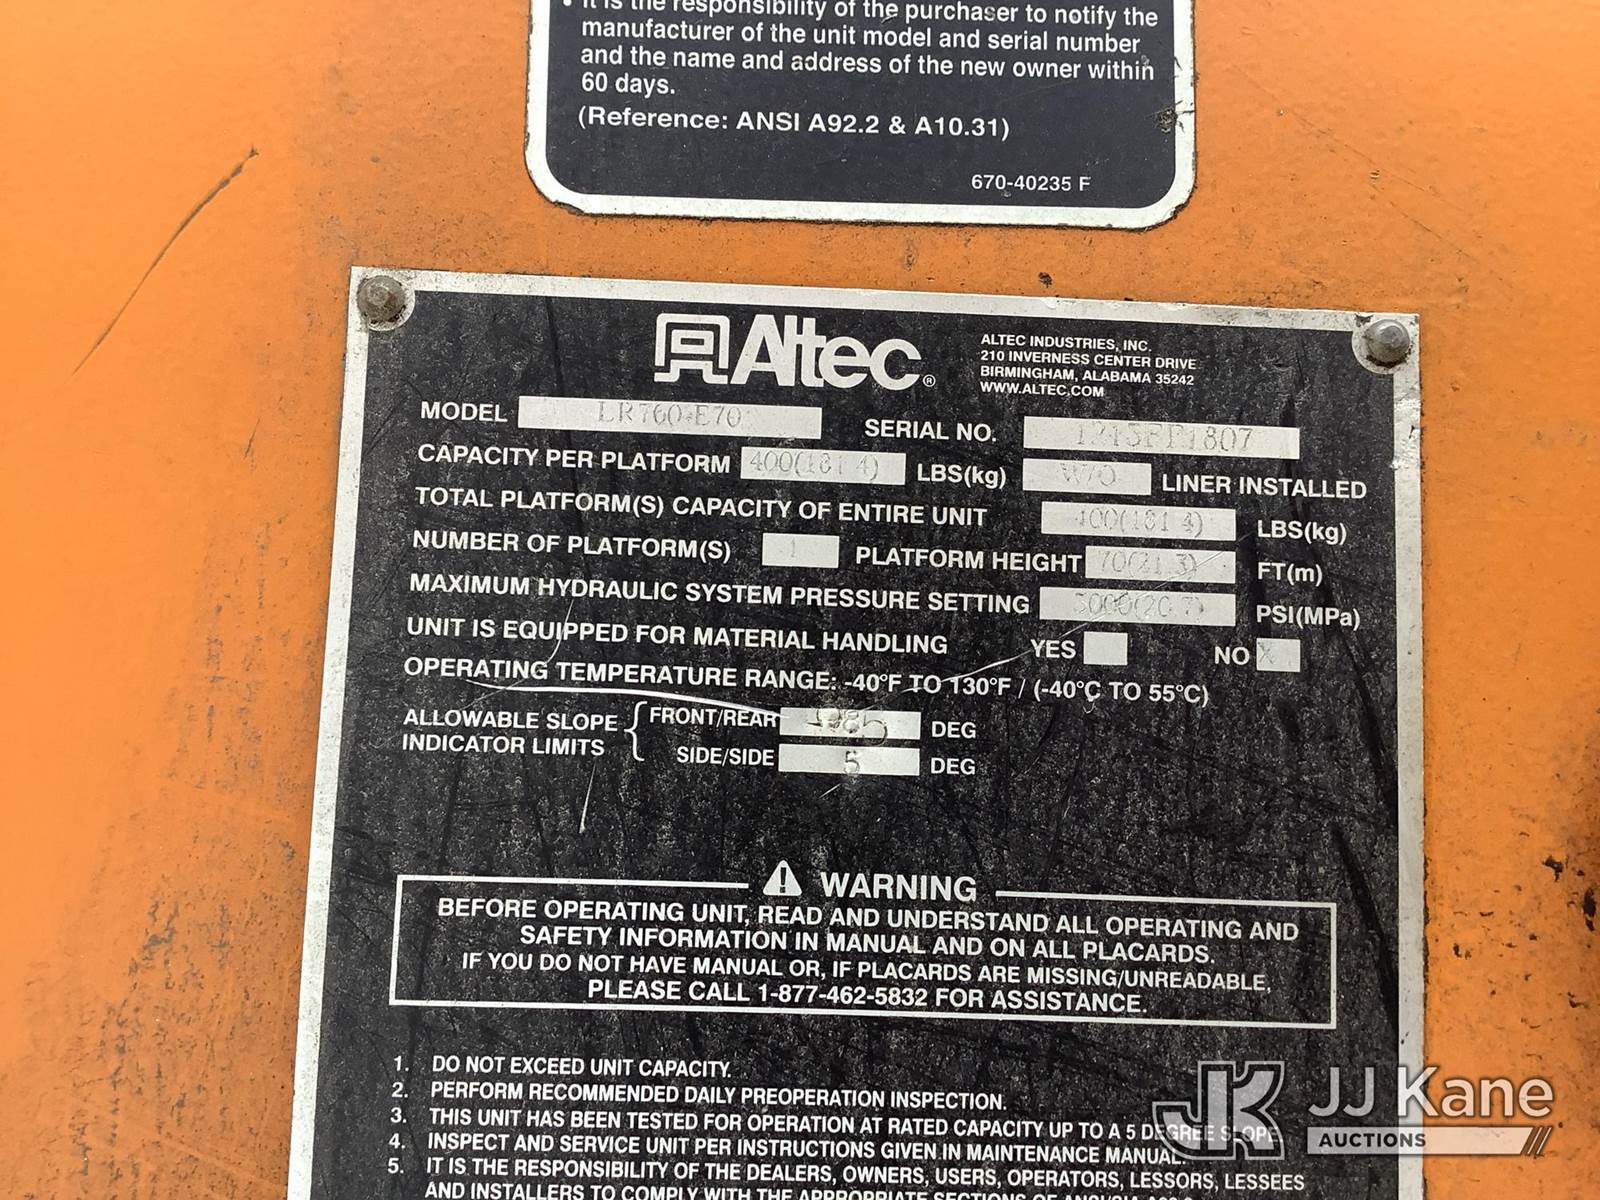 • It is the responsibility of the purchaser to notify the
manufacturer of the unit model and serial number
and the name and address of the new owner within
60 days.
(Reference: ANSI A92.2 & A10.31)
670-40235 F
Altec®
ALTEC INDUSTRIES, INC.
210 INVERNESS CENTER DRIVE
BIRMINGHAM, ALABAMA 35242
WWW.ALTEC.COM
MODEL LR760-E70 SERIAL NO.
CAPACITY PER PLATFORM 400(181.4) LBS(kg) W/O LINER INSTALLED
TOTAL PLATFORM(S) CAPACITY OF ENTIRE UNIT 400(181.4) LBS(kg)
NUMBER OF PLATFORM(S) 1 PLATFORM HEIGHT 70(21.3) FT(m)
MAXIMUM HYDRAULIC SYSTEM PRESSURE SETTING 3000(20.7) PSI(MPa)
UNIT IS EQUIPPED FOR MATERIAL HANDLING YES NO X
OPERATING TEMPERATURE RANGE: -40°F TO 130°F / (-40°C TO 55°C)
ALLOWABLE SLOPE
INDICATOR LIMITS
FRONT/REAR DEG
SIDE/SIDE 5 DEG
WARNING
BEFORE OPERATING UNIT, READ AND UNDERSTAND ALL OPERATING AND
SAFETY INFORMATION IN MANUAL AND ON ALL PLACARDS.
IF YOU DO NOT HAVE MANUAL OR, IF PLACARDS ARE MISSING/UNREADABLE,
PLEASE CALL 1-877-462-5832 FOR ASSISTANCE.
1. DO NOT EXCEED UNIT CAPACITY.
2. PERFORM RECOMMENDED DAILY PREOPERATION INSPECTION.
3. THIS UNIT HAS BEEN TESTED FOR OPERATION AT RATED CAPACITY UP TO A 5 DEGREE SLOPE
4. INSPECT AND SERVICE UNIT PER INSTRUCTIONS GIVEN IN MAINTENANCE MANUAL.
5. IT IS THE RESPONSIBILITY OF THE DEALERS, OWNERS, USERS, OPERATORS, LESSORS, LESSEES
AND INSTALLERS TO COMPLY WITH THE APPROPRIATE SECTIONS OF
JK JJ Kane
AUCTIONS